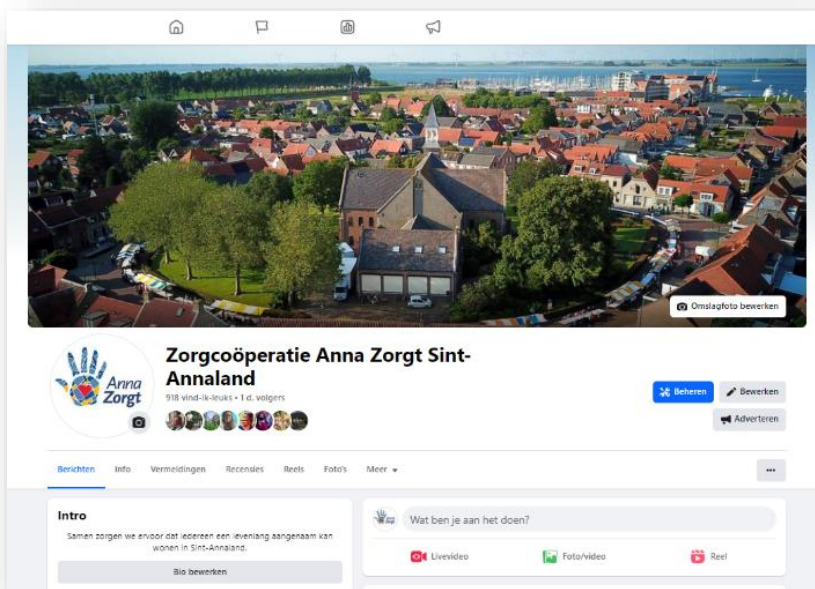 Omslagfoto bewerken
Anna
Zorgt
Zorgcoöperatie Anna Zorgt Sint-
Annaland
918 vind-ik-leuks • 1 d. volgers
Beheren
Bewerken
Adverteren
Berichten
Info
Vermeldingen
Recensies
Reels
Foto's
Meer
Intro
Samen zorgen we ervoor dat iedereen een levenlang aangenaam kan
wonen in Sint-Annaland.
Bio bewerken
Wat ben je aan het doen?
Livevideo
Foto/video
Reel